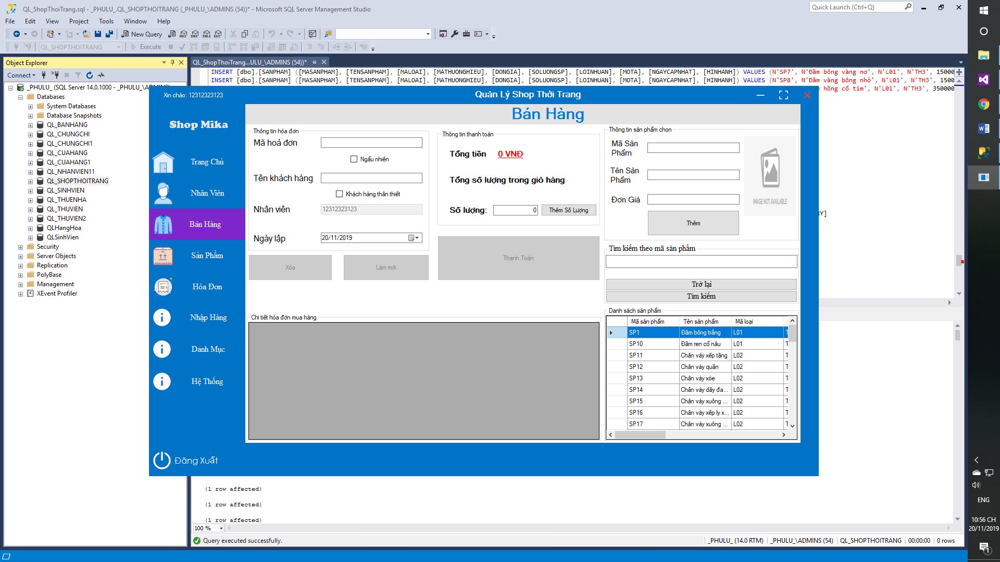 QL_ShopThoiTrang.sql - _PHULU_.QL_SHOPTHOITRANG (_PHULU_\ADMINS (54))* - Microsoft SQL Server Management Studio
Quick Launch (Ctrl+Q)
File Edit View Project Tools Window Help
New Query
MDX DMX XMLA DAX
QL_SHOPTHOITRANG
Execute
Object Explorer
QL_ShopThoiTrang...ULU_\ADMINS (54))*
Connect
INSERT [dbo].[SANPHAM] ([MASANPHAM], [TENSANPHAM], [MALOAI], [MATHUONGHIEU], [DONGIA], [SOLUONGSP], [LOINHUAN], [MOTA], [NGAYCAPNHAT], [HINHANH]) VALUES (N'SP7', N'Đầm bông vàng nơ', N'L01', N'TH3', 15000
INSERT [dbo].[SANPHAM] ([MASANPHAM], [TENSANPHAM], [MALOAI], [MATHUONGHIEU], [DONGIA], [SOLUONGSP], [LOINHUAN], [MOTA], [NGAYCAPNHAT], [HINHANH]) VALUES (N'SP8', N'Đầm vàng bông nhỏ', N'L01', N'TH3', 1500
hồng cổ tim', N'L01', N'TH3', 350000
_PHULU_ (SQL Server 14.0.1000 - _PHULU_\ADMINS)
Databases
System Databases
Database Snapshots
QL_BANHANG
QL_CHUNGCHI
QL_CHUNGCHI1
QL_CUAHANG
QL_CUAHANG1
QL_NHANVIEN11
QL_SHOPTHOITRANG
QL_SINHVIEN
QL_THUENHA
QL_THUVIEN
QL_THUVIEN2
QLHangHoa
QLSinhVien
Security
Server Objects
Replication
PolyBase
Management
XEvent Profiler
Xin chào: 12312323123
Quản Lý Shop Thời Trang
Shop Mika
Trang Chủ
Nhân Viên
Bán Hàng
Sản Phẩm
Hóa Đơn
Nhập Hàng
Danh Mục
Hệ Thống
Đăng Xuất
Bán Hàng
Thông tin hóa đơn
Mã hoá đơn
Ngẩu nhiên
Tên khách hàng
Khách hàng thân thiết
Nhân viên
12312323123
Ngày lập
20/11/2019
Xóa
Làm mới
Thông tin thanh toán
Tổng tiền 0 VNĐ
Tổng số lượng trong giỏ hàng
Số lượng: 0 Thêm Số Lượng
Thanh Toán
Thông tin sản phẩm chọn
Mã Sản Phẩm
Tên Sản Phẩm
Đơn Giá
IMAGE NOT AVAILABLE
Thêm
Tìm kiếm theo mã sản phẩm
Trở lại
Tìm kiếm
Chi tiết hóa đơn mua hàng
Danh sách sản phẩm
Mã sản phẩm Tên sản phẩm Mã loại
SP1 Đầm bông trắng L01 T
SP10 Đầm ren cổ nâu L01 T
SP11 Chân váy xếp tầng L02 T
SP12 Chân váy quần L02 T
SP13 Chân váy xòe L02 T
SP14 Chân váy dây đa... L02 T
SP15 Chân váy xuông ... L02 T
SP16 Chân váy xếp ly x... L02 T
SP17 Chân váy xuông ... L02 T
RY]
(1 row affected)
(1 row affected)
(1 row affected)
100 %
Query executed successfully.
_PHULU_ (14.0 RTM) _PHULU_\ADMINS (54) QL_SHOPTHOITRANG 00:00:00 0 rows
ENG
10:56 CH
20/11/2019
1